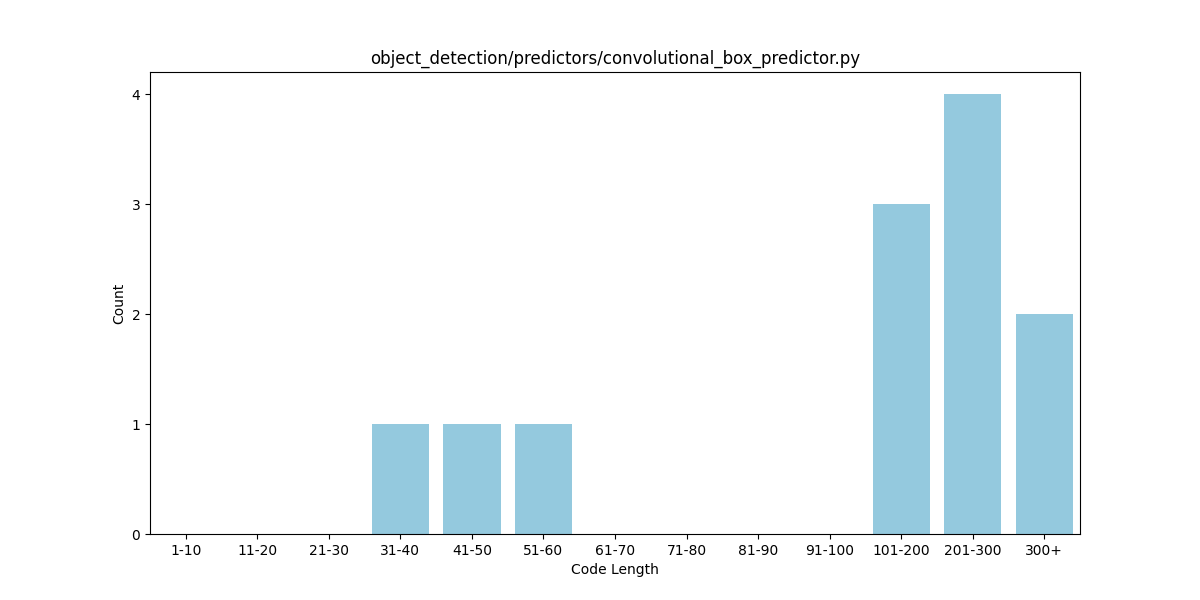 object_detection/predictors/convolutional_box_predictor.py
4
3
2
1
0
Count
1-10 11-20 21-30 31-40 41-50 51-60 61-70 71-80 81-90 91-100 101-200 201-300 300+
Code Length